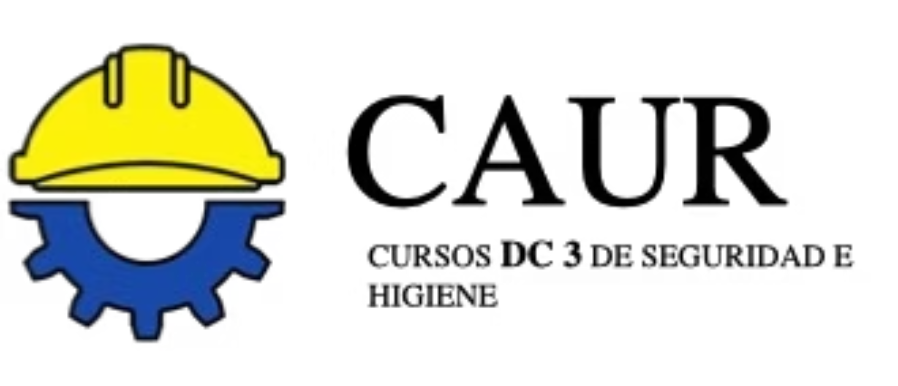 CAUR
CURSOS DC 3 DE SEGURIDAD E
HIGIENE